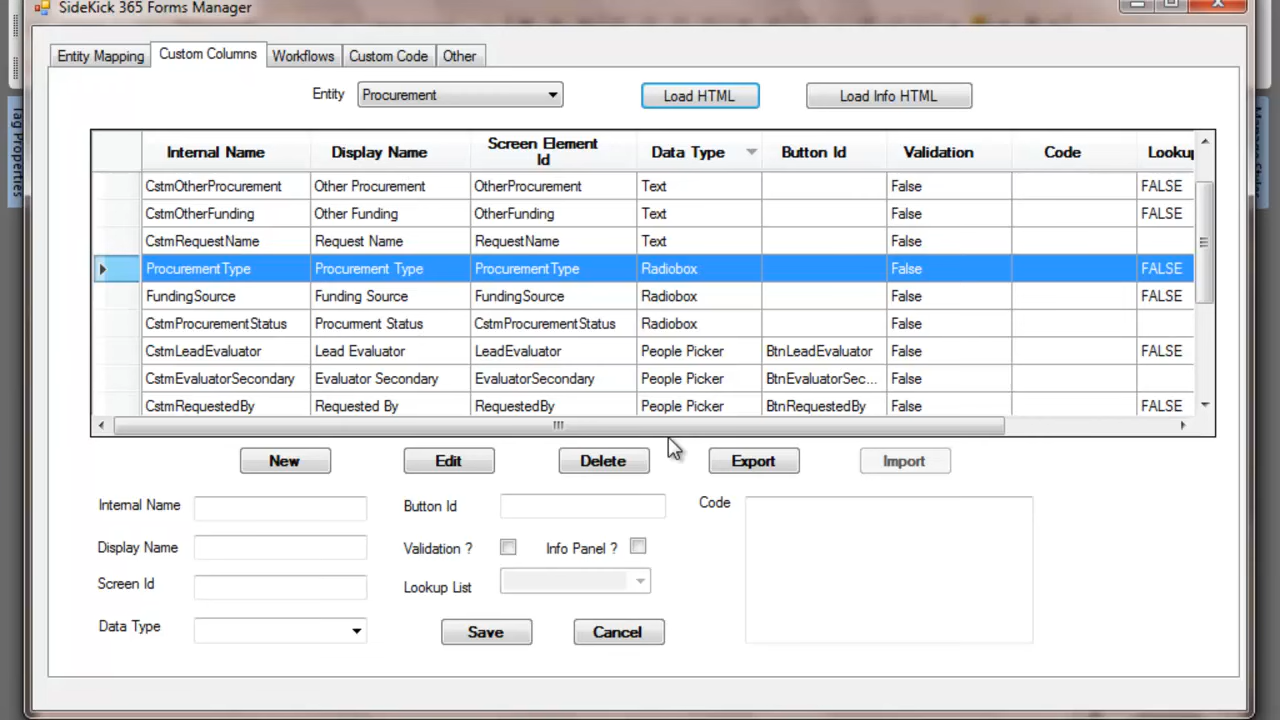 SideKick 365 Forms Manager
Entity Mapping Custom Columns Workflows Custom Code Other
Entity Procurement Load HTML Load Info HTML
Internal Name Display Name Screen Element Id Data Type Button Id Validation Code Lookup
CstmOtherProcurement Other Procurement OtherProcurement Text False FALSE
CstmOtherFunding Other Funding OtherFunding Text False FALSE
CstmRequestName Request Name RequestName Text False
ProcurementType Procurement Type ProcurementType Radiobox False FALSE
FundingSource Funding Source FundingSource Radiobox False FALSE
CstmProcurementStatus Procurment Status CstmProcurementStatus Radiobox False
CstmLeadEvaluator Lead Evaluator LeadEvaluator People Picker BtnLeadEvaluator False FALSE
CstmEvaluatorSecondary Evaluator Secondary EvaluatorSecondary People Picker BtnEvaluatorSec... False
CstmRequestedBy Requested By RequestedBy People Picker BtnRequestedBy False FALSE
New Edit Delete Export Import
Internal Name Button Id Code
Display Name Validation ? Info Panel ?
Screen Id Lookup List
Data Type Save Cancel
Tag Properties